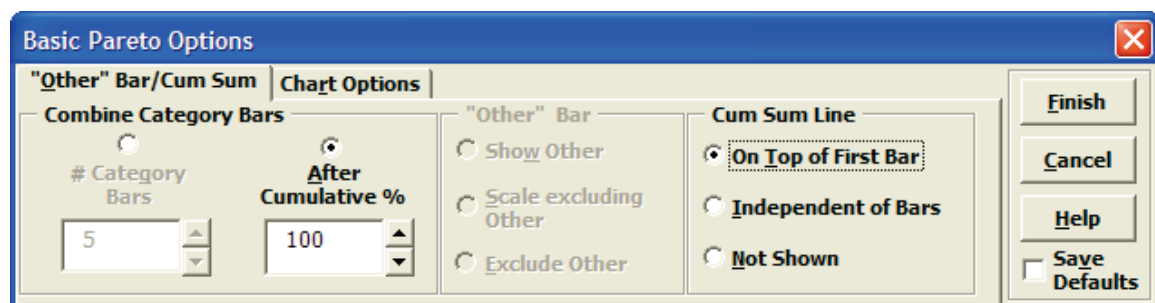 Basic Pareto Options
"Other" Bar/Cum Sum
Chart Options
Combine Category Bars
# Category
Bars
5
After
Cumulative %
100
"Other" Bar
Show Other
Scale excluding
Other
Exclude Other
Cum Sum Line
On Top of First Bar
Independent of Bars
Not Shown
Finish
Cancel
Help
Save
Defaults